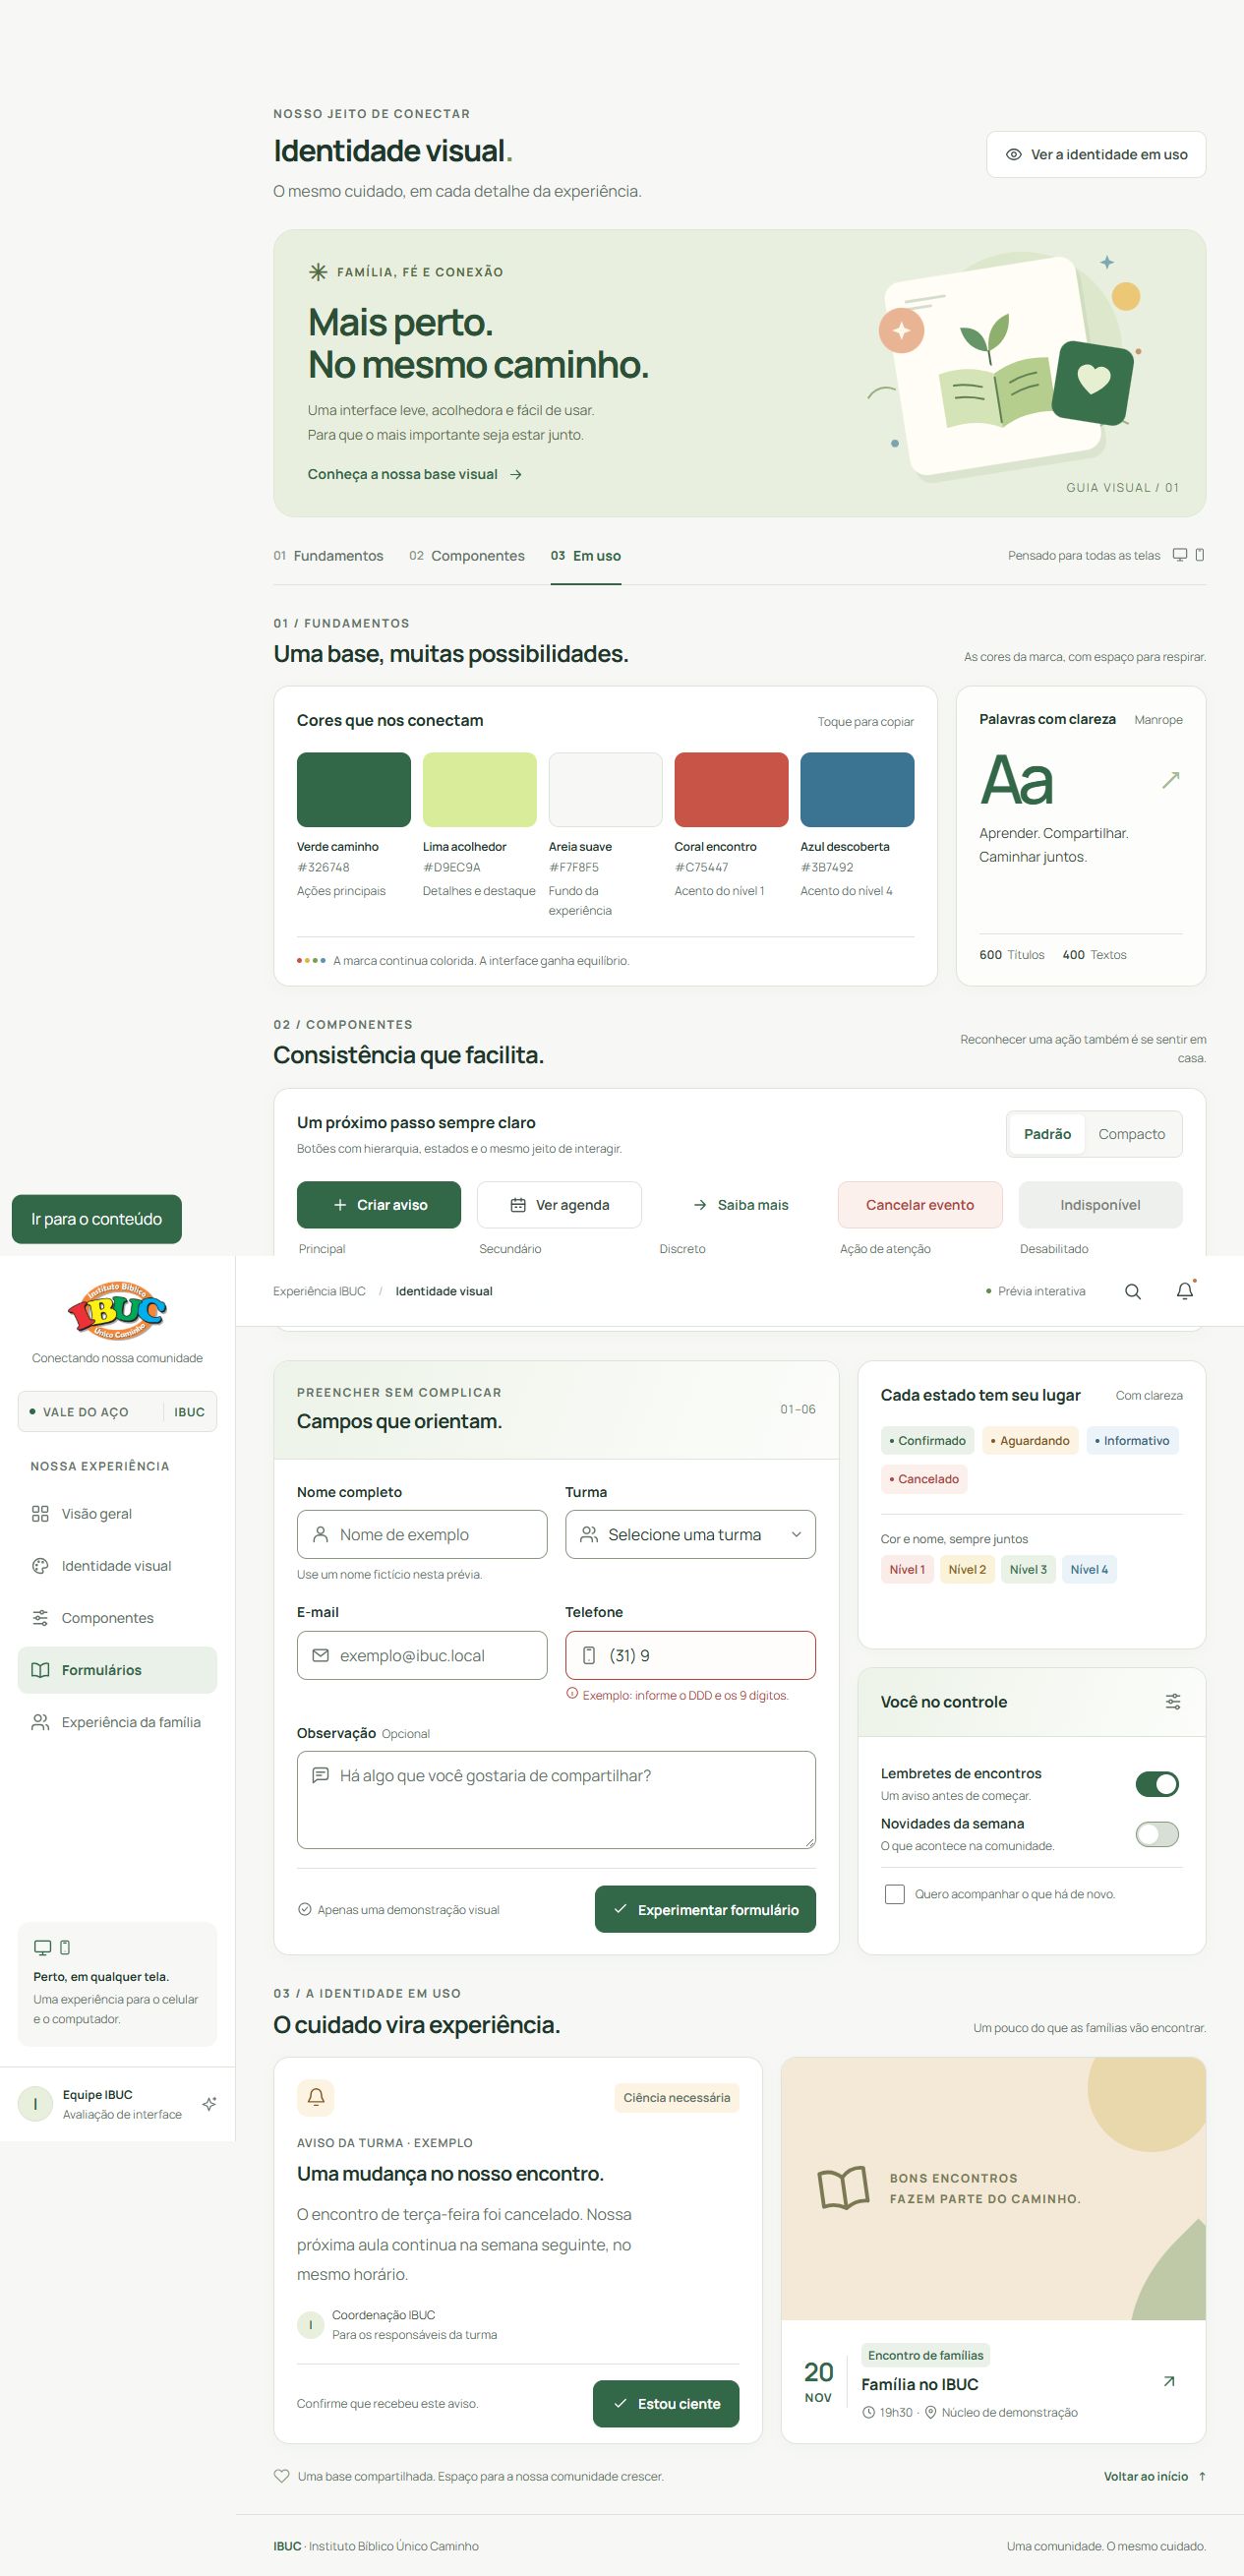 NOSSO JEITO DE CONECTAR
Identidade visual.
O mesmo cuidado, em cada detalhe da experiência.
Ver a identidade em uso
FAMÍLIA, FÉ E CONEXÃO
Mais perto.
No mesmo caminho.
Uma interface leve, acolhedora e fácil de usar.
Para que o mais importante seja estar junto.
Conheça a nossa base visual →
GUIA VISUAL / 01
01 Fundamentos 02 Componentes 03 Em uso
Pensado para todas as telas
01 / FUNDAMENTOS
Uma base, muitas possibilidades.
As cores da marca, com espaço para respirar.
Cores que nos conectam
Toque para copiar
Verde caminho
#326748
Ações principais
Lima acolhedor
#D9EC9A
Detalhes e destaque
Areia suave
#F7F8F5
Fundo da
experiência
Coral encontro
#C75447
Acento do nível 1
Azul descoberta
#3B7492
Acento do nível 4
A marca continua colorida. A interface ganha equilíbrio.
Palavras com clareza
Manrope
Aa
Aprender. Compartilhar.
Caminhar juntos.
600 Títulos 400 Textos
02 / COMPONENTES
Consistência que facilita.
Reconhecer uma ação também é se sentir em
casa.
Um próximo passo sempre claro
Botões com hierarquia, estados e o mesmo jeito de interagir.
Padrão Compacto
Criar aviso
Principal
Ver agenda
Secundário
Saiba mais
Discreto
Cancelar evento
Ação de atenção
Indisponível
Desabilitado
Ir para o conteúdo
Instituto Bíblico
IBUC
Único Caminho
Conectando nossa comunidade
VALE DO AÇO IBUC
NOSSA EXPERIÊNCIA
Visão geral
Identidade visual
Componentes
Formulários
Experiência da família
Perto, em qualquer tela.
Uma experiência para o celular
e o computador.
I
Equipe IBUC
Avaliação de interface
Experiência IBUC / Identidade visual
Prévia interativa
PREENCHER SEM COMPLICAR
Campos que orientam.
01–06
Nome completo
Nome de exemplo
Use um nome fictício nesta prévia.
Turma
Selecione uma turma
E-mail
exemplo@ibuc.local
Telefone
(31) 9
Exemplo: informe o DDD e os 9 dígitos.
Observação Opcional
Há algo que você gostaria de compartilhar?
Apenas uma demonstração visual
Experimentar formulário
Cada estado tem seu lugar
Com clareza
Confirmado
Aguardando
Informativo
Cancelado
Cor e nome, sempre juntos
Nível 1 Nível 2 Nível 3 Nível 4
Você no controle
Lembretes de encontros
Um aviso antes de começar.
Novidades da semana
O que acontece na comunidade.
Quero acompanhar o que há de novo.
03 / A IDENTIDADE EM USO
O cuidado vira experiência.
Um pouco do que as famílias vão encontrar.
Ciência necessária
AVISO DA TURMA · EXEMPLO
Uma mudança no nosso encontro.
O encontro de terça-feira foi cancelado. Nossa
próxima aula continua na semana seguinte, no
mesmo horário.
I
Coordenação IBUC
Para os responsáveis da turma
Confirme que recebeu este aviso.
Estou ciente
BONS ENCONTROS
FAZEM PARTE DO CAMINHO.
20
NOV
Encontro de famílias
Família no IBUC
19h30 · Núcleo de demonstração
Uma base compartilhada. Espaço para a nossa comunidade crescer.
Voltar ao início ↑
IBUC · Instituto Bíblico Único Caminho
Uma comunidade. O mesmo cuidado.